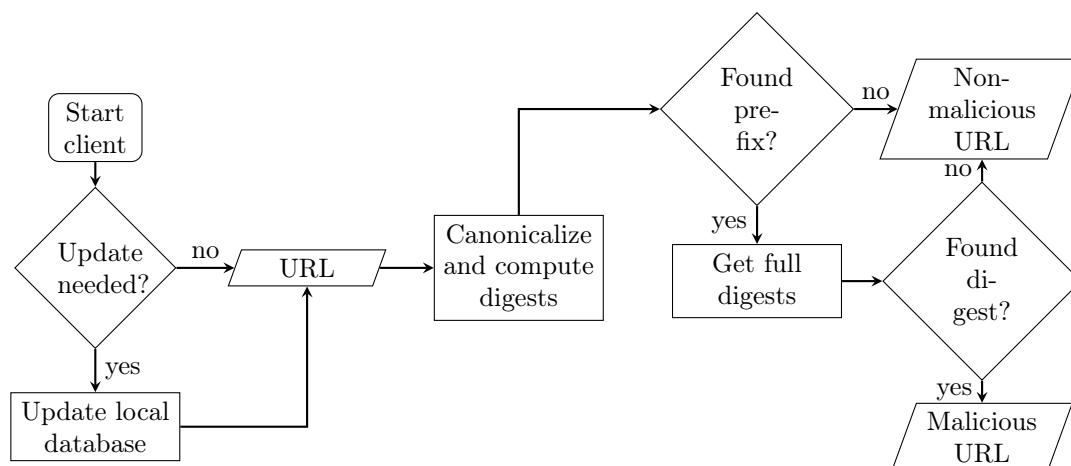 Start
client
Update
needed?
no
yes
Update local
database
URL
Canonicalize
and compute
digests
Found
pre-
fix?
no
yes
Non-
malicious
URL
Get full
digests
Found
di-
gest?
no
yes
Malicious
URL